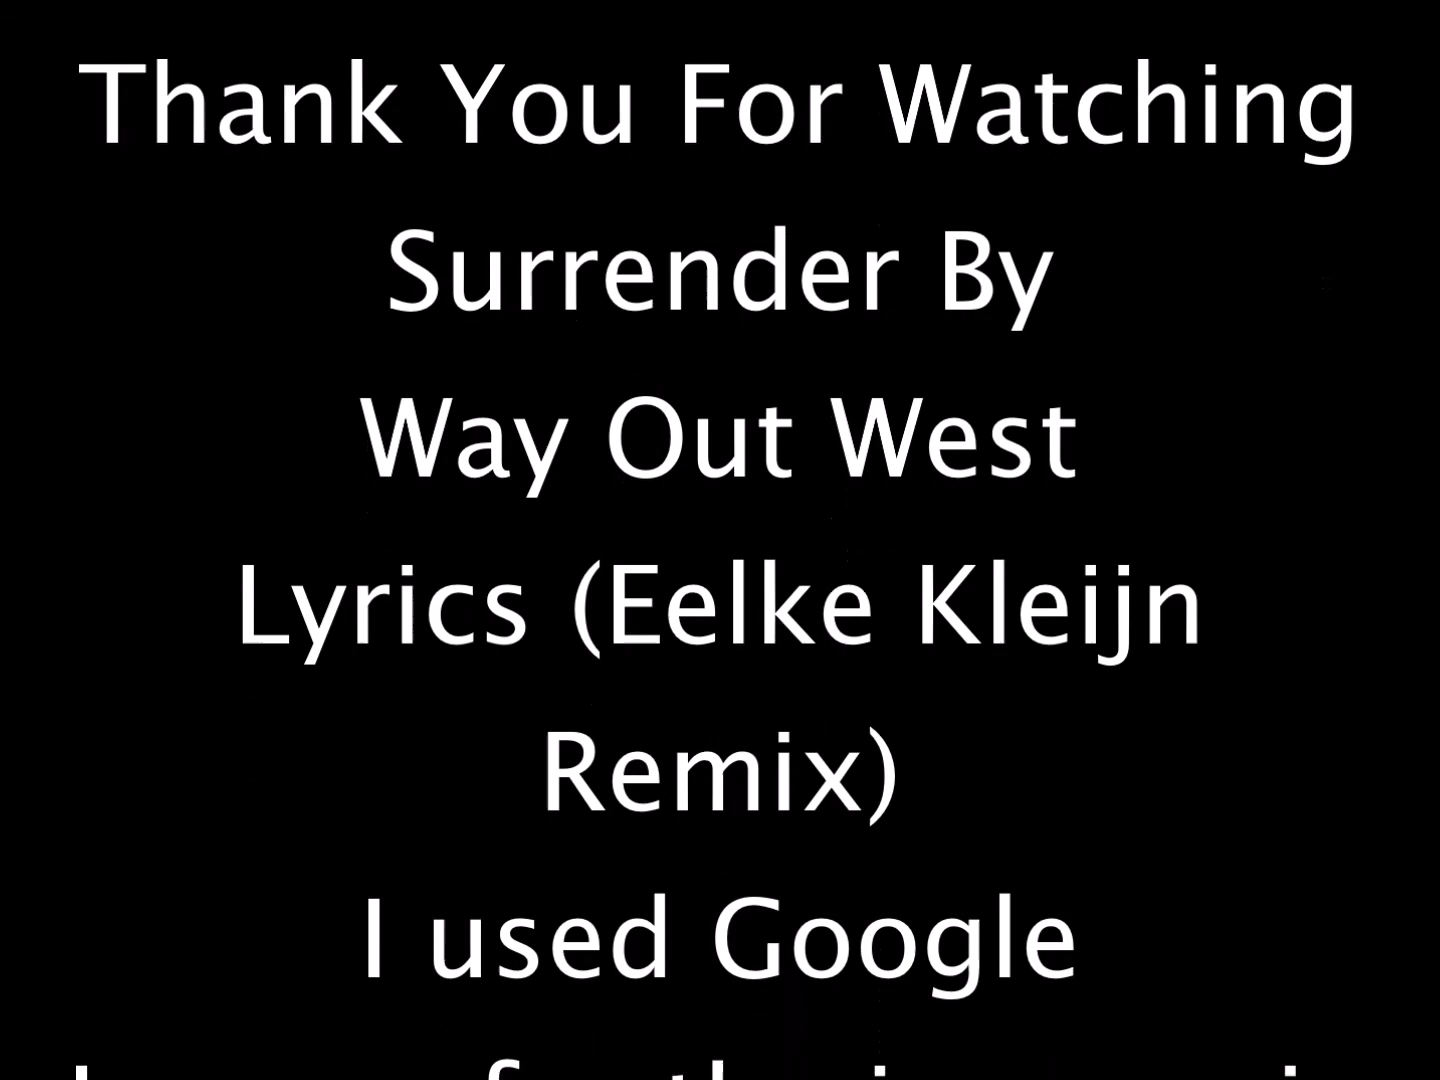 Thank You For Watching
Surrender By
Way Out West
Lyrics (Eelke Kleijn
Remix)
I used Google